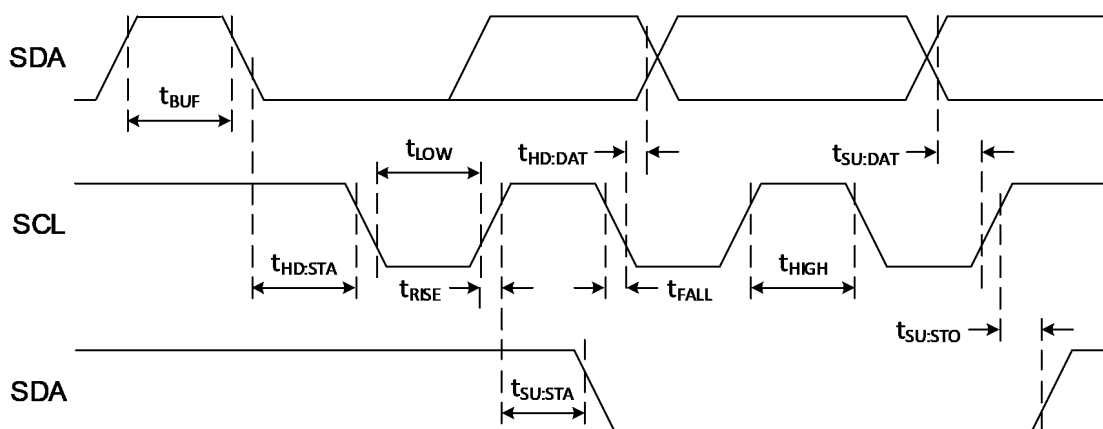 SDA
tBUF
tLOW
tHD:DAT
tSU:DAT
SCL
tHD:STA
tRISE
tFALL
tHIGH
tSU:STO
SDA
tSU:STA